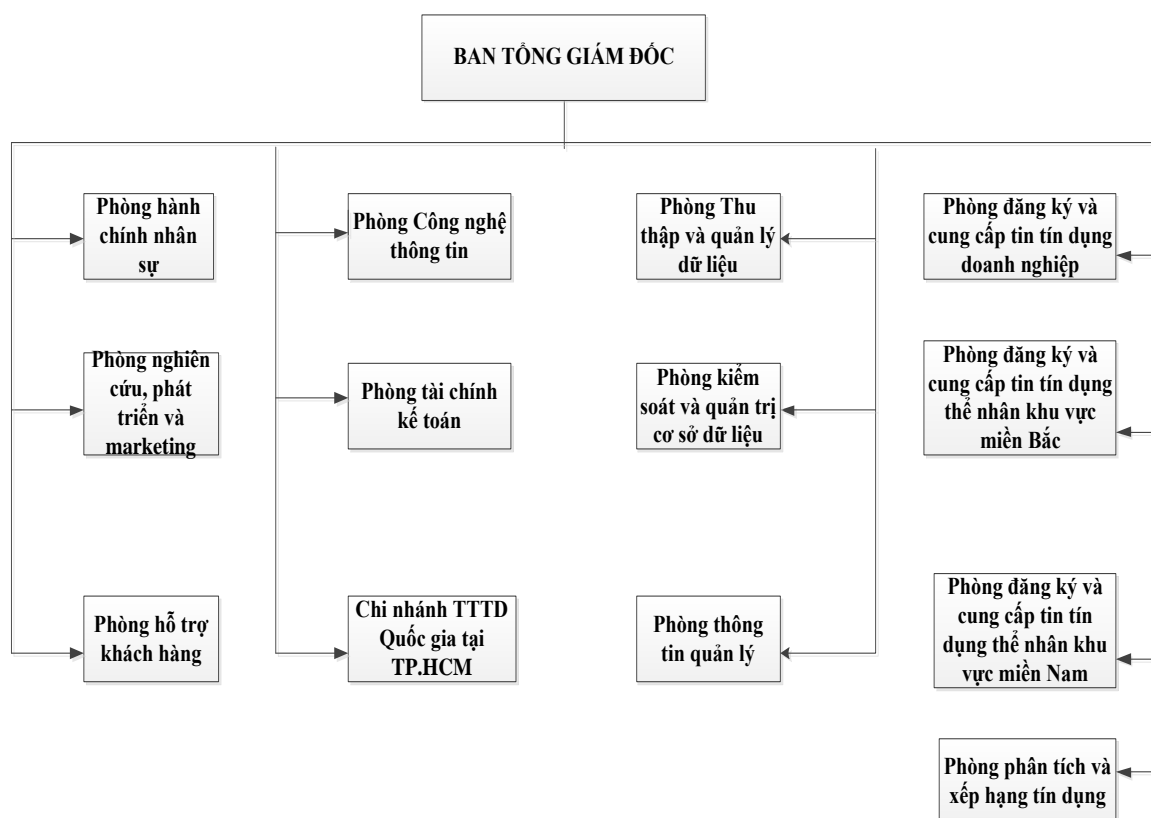 BAN TỔNG GIÁM ĐỐC
Phòng hành
chính nhân
sự
Phòng Công nghệ
thông tin
Phòng Thu
thập và quản lý
dữ liệu
Phòng đăng ký và
cung cấp tin tín dụng
doanh nghiệp
Phòng nghiên
cứu, phát
triển và
marketing
Phòng tài chính
kế toán
Phòng kiểm
soát và quản trị
cơ sở dữ liệu
Phòng đăng ký và
cung cấp tin tín dụng
thể nhân khu vực
miền Bắc
Phòng hỗ trợ
khách hàng
Chi nhánh TTTD
Quốc gia tại
TP.HCM
Phòng thông
tin quản lý
Phòng đăng ký và
cung cấp tin tín
dụng thể nhân khu
vực miền Nam
Phòng phân tích và
xếp hạng tín dụng